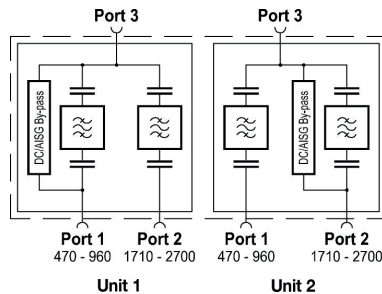 Port 3 Port 3
DC/AISG By-pass
DC/AISG By-pass
Port 1 Port 2 Port 1 Port 2
470 - 960 1710 - 2700 470 - 960 1710 - 2700
Unit 1 Unit 2